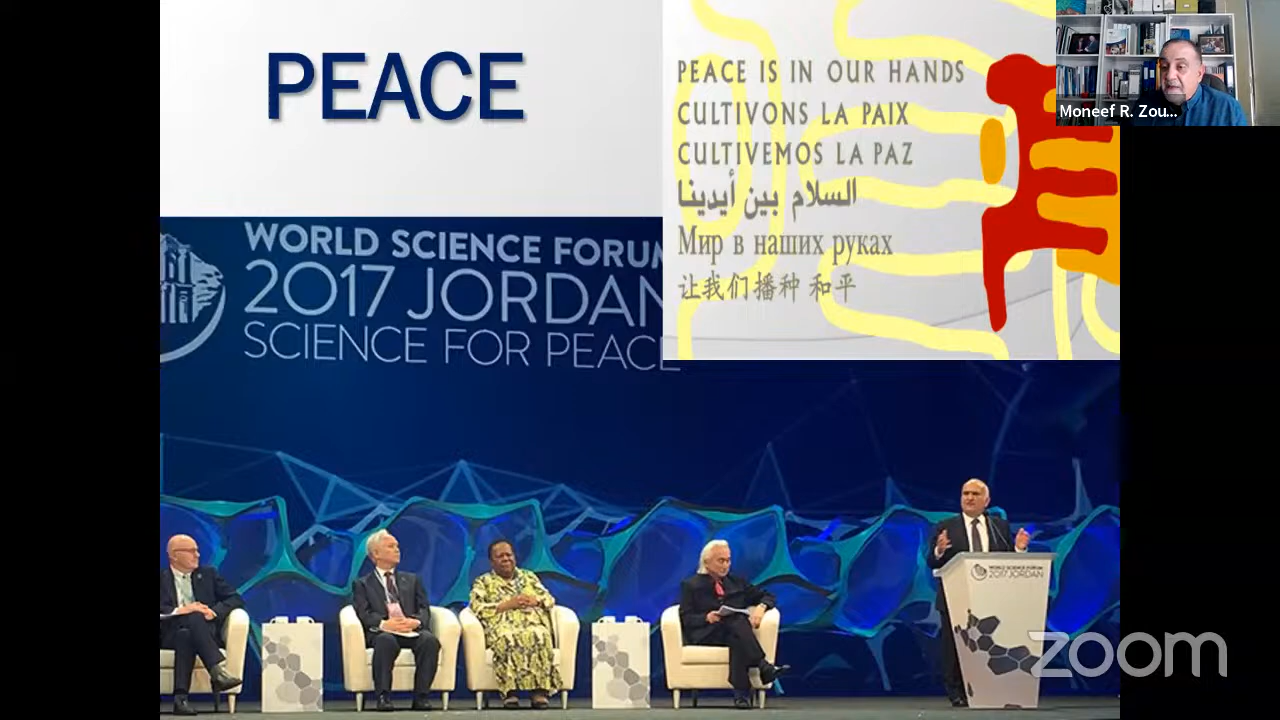 PEACE
PEACE IS IN OUR HANDS
CULTIVONS LA PAIX
CULTIVEMOS LA PAZ
السلام بين أيدينا
Мир в наших руках
让我们播种 和平
Moneef R. Zou...
WORLD SCIENCE FORUM
2017 JORDAN
SCIENCE FOR PEACE
WORLD SCIENCE FORUM
2017 JORDAN
zoom